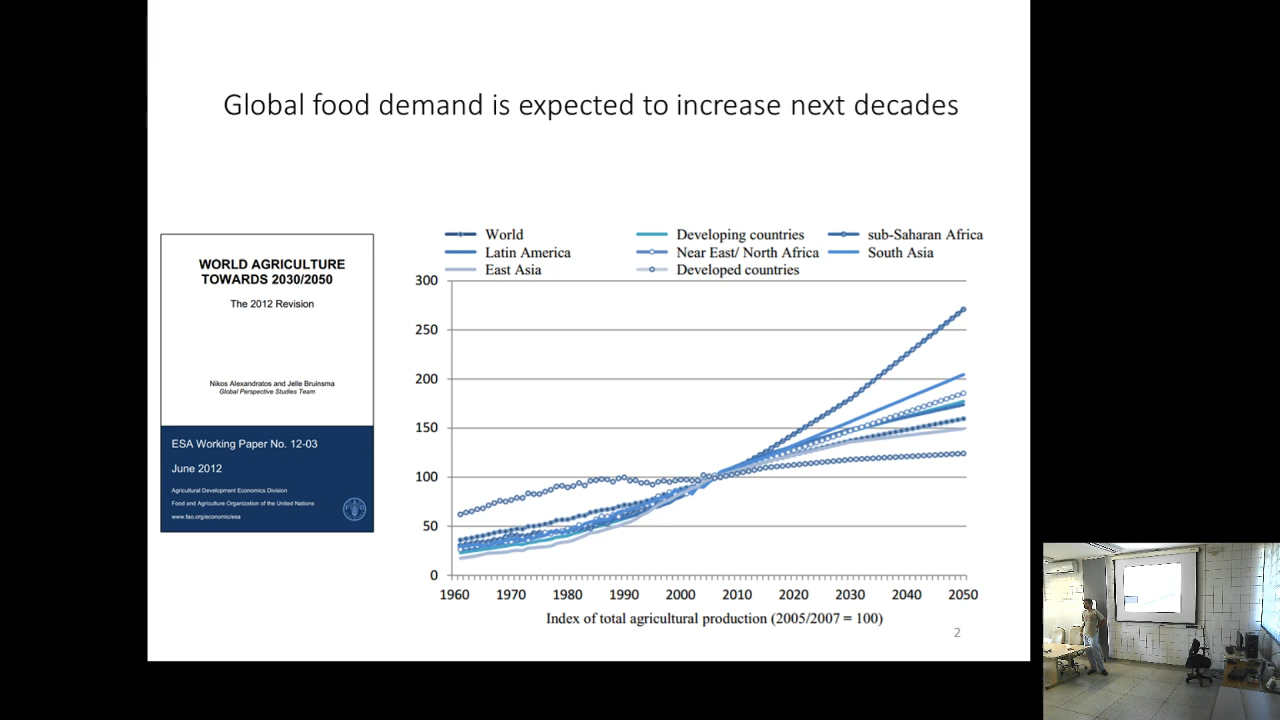 Global food demand is expected to increase next decades
WORLD AGRICULTURE
TOWARDS 2030/2050
The 2012 Revision
Nikos Alexandratos and Jelle Bruinsma
Global Perspective Studies Team
ESA Working Paper No. 12-03
June 2012
Agricultural Development Economics Division
Food and Agriculture Organization of the United Nations
www.fao.org/economic/esa
World
Developing countries
sub-Saharan Africa
Latin America
Near East/ North Africa
South Asia
East Asia
Developed countries
300
250
200
150
100
50
0
1960 1970 1980 1990 2000 2010 2020 2030 2040 2050
Index of total agricultural production (2005/2007 = 100)
2